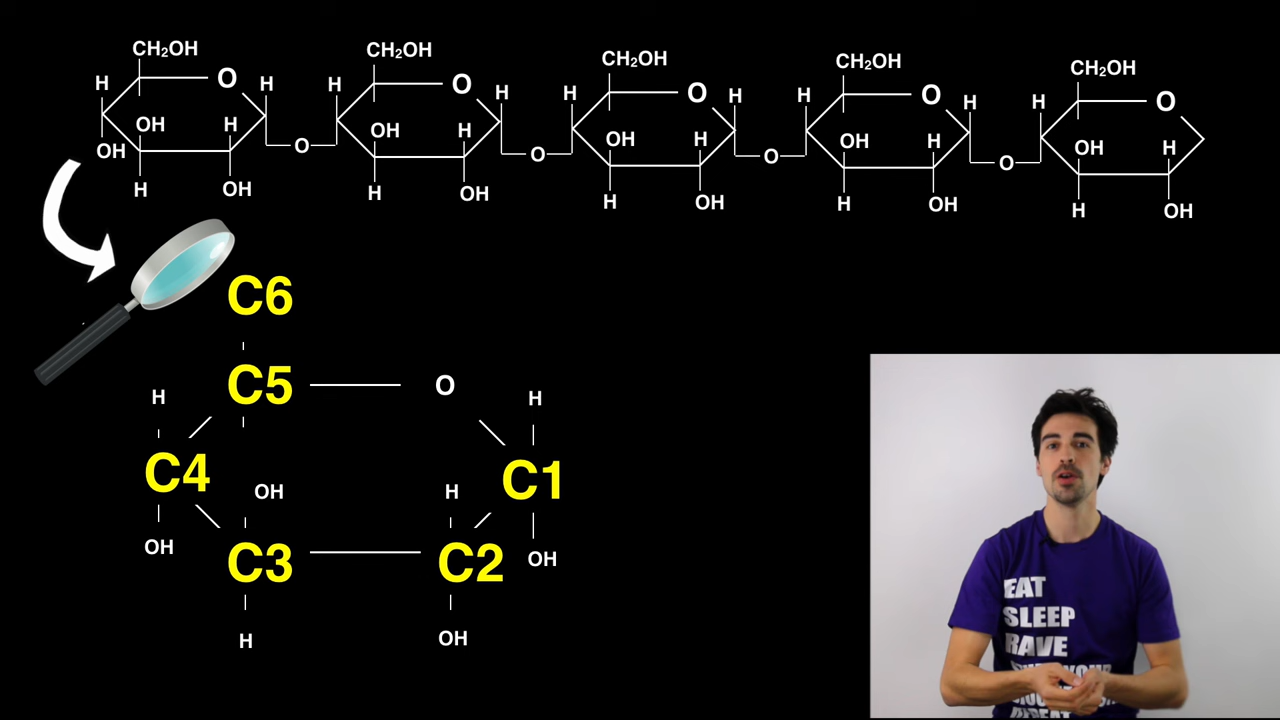 CH₂OH CH₂OH CH₂OH CH₂OH CH₂OH
H O H H O H H O H H O H H O
OH H OH H OH H OH H OH H
OH O O O O
H OH H OH H OH H OH H OH
C6
C5 O
H H
C4 C1
OH H
OH OH
C3 C2
H OH
EAT
SLEEP
RAVE
REPEAT